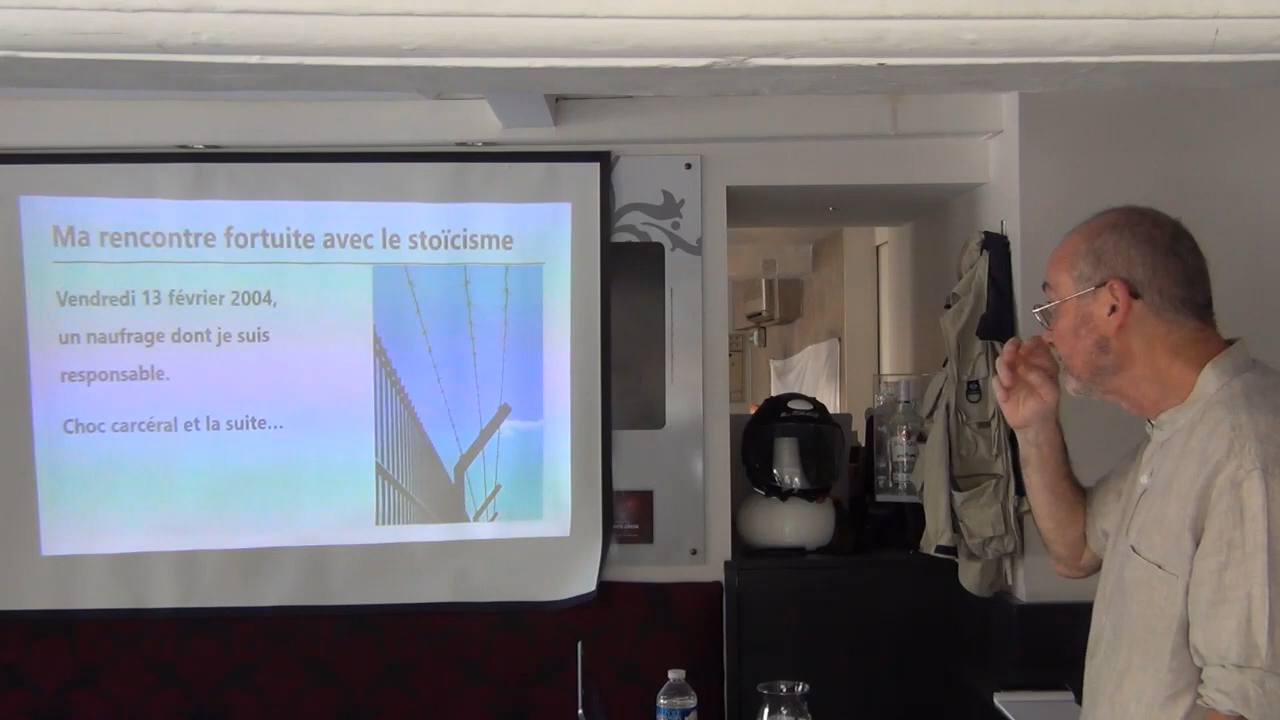 Ma rencontre fortuite avec le stoïcisme
Vendredi 13 février 2004,
un naufrage dont je suis
responsable.
Choc carcéral et la suite...